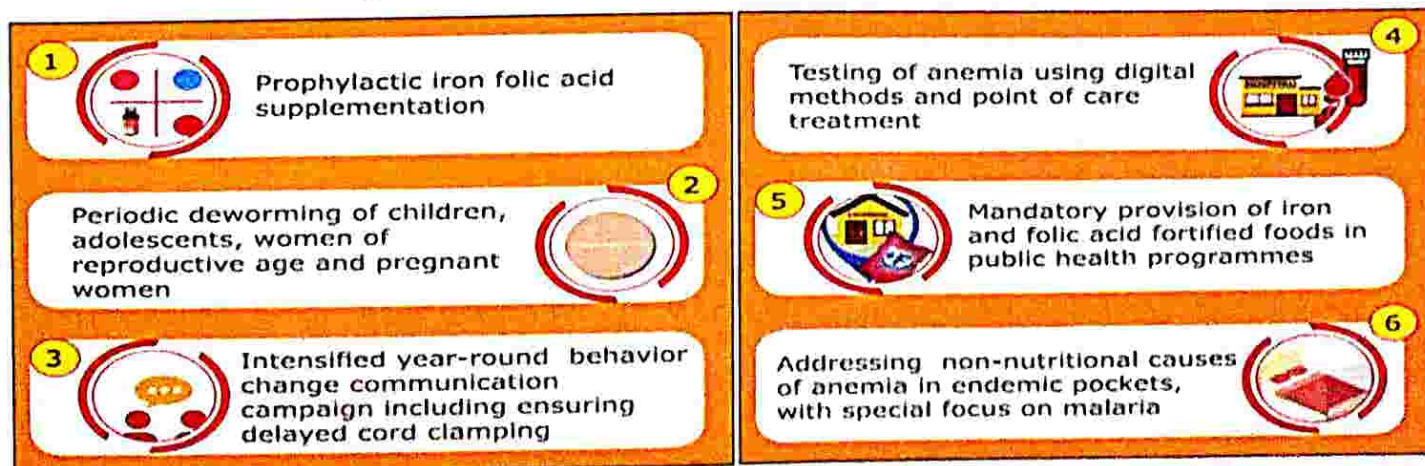 1
Prophylactic iron folic acid
supplementation
2
Periodic deworming of children,
adolescents, women of
reproductive age and pregnant
women
3
Intensified year-round behavior
change communication
campaign including ensuring
delayed cord clamping
4
Testing of anemia using digital
methods and point of care
treatment
5
Mandatory provision of iron
and folic acid fortified foods in
public health programmes
6
Addressing non-nutritional causes
of anemia in endemic pockets,
with special focus on malaria